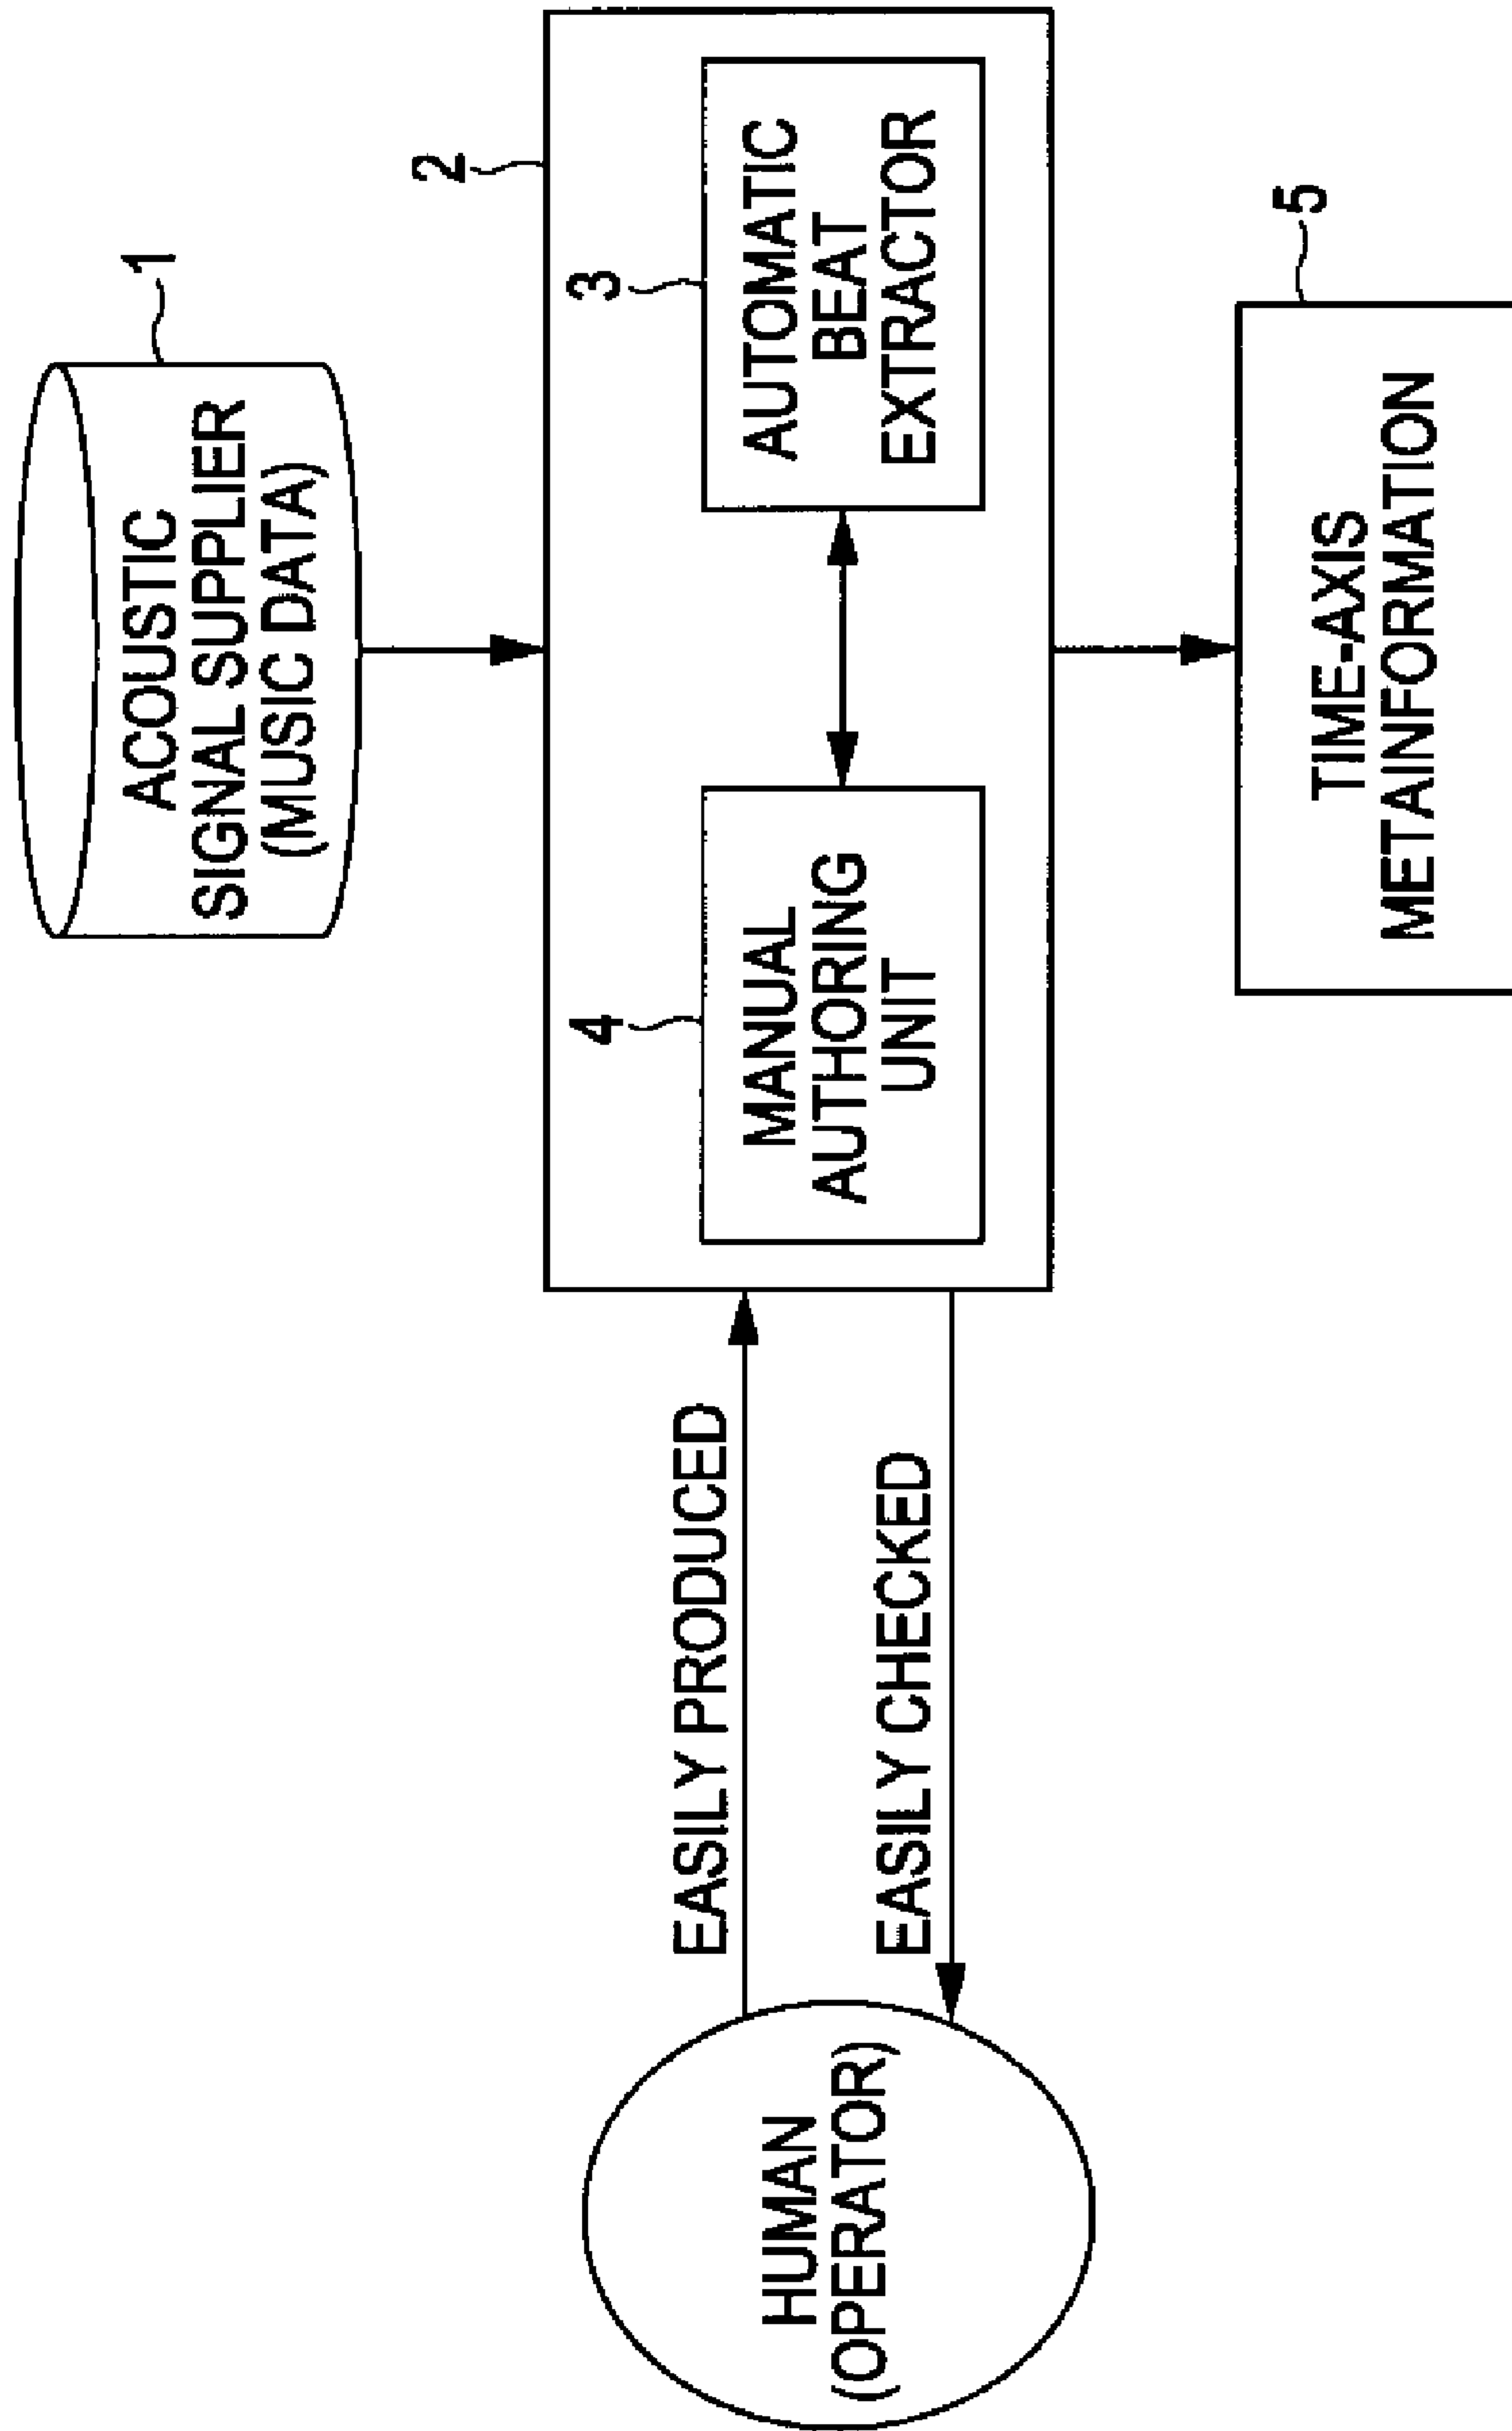 1
ACOUSTIC
SIGNAL SUPPLIER
(MUSIC DATA)
2
3
AUTOMATIC
BEAT
EXTRACTOR
4
MANUAL
AUTHORING
UNIT
EASILY PRODUCED
EASILY CHECKED
HUMAN
(OPERATOR)
5
TIME-AXIS
METAINFORMATION